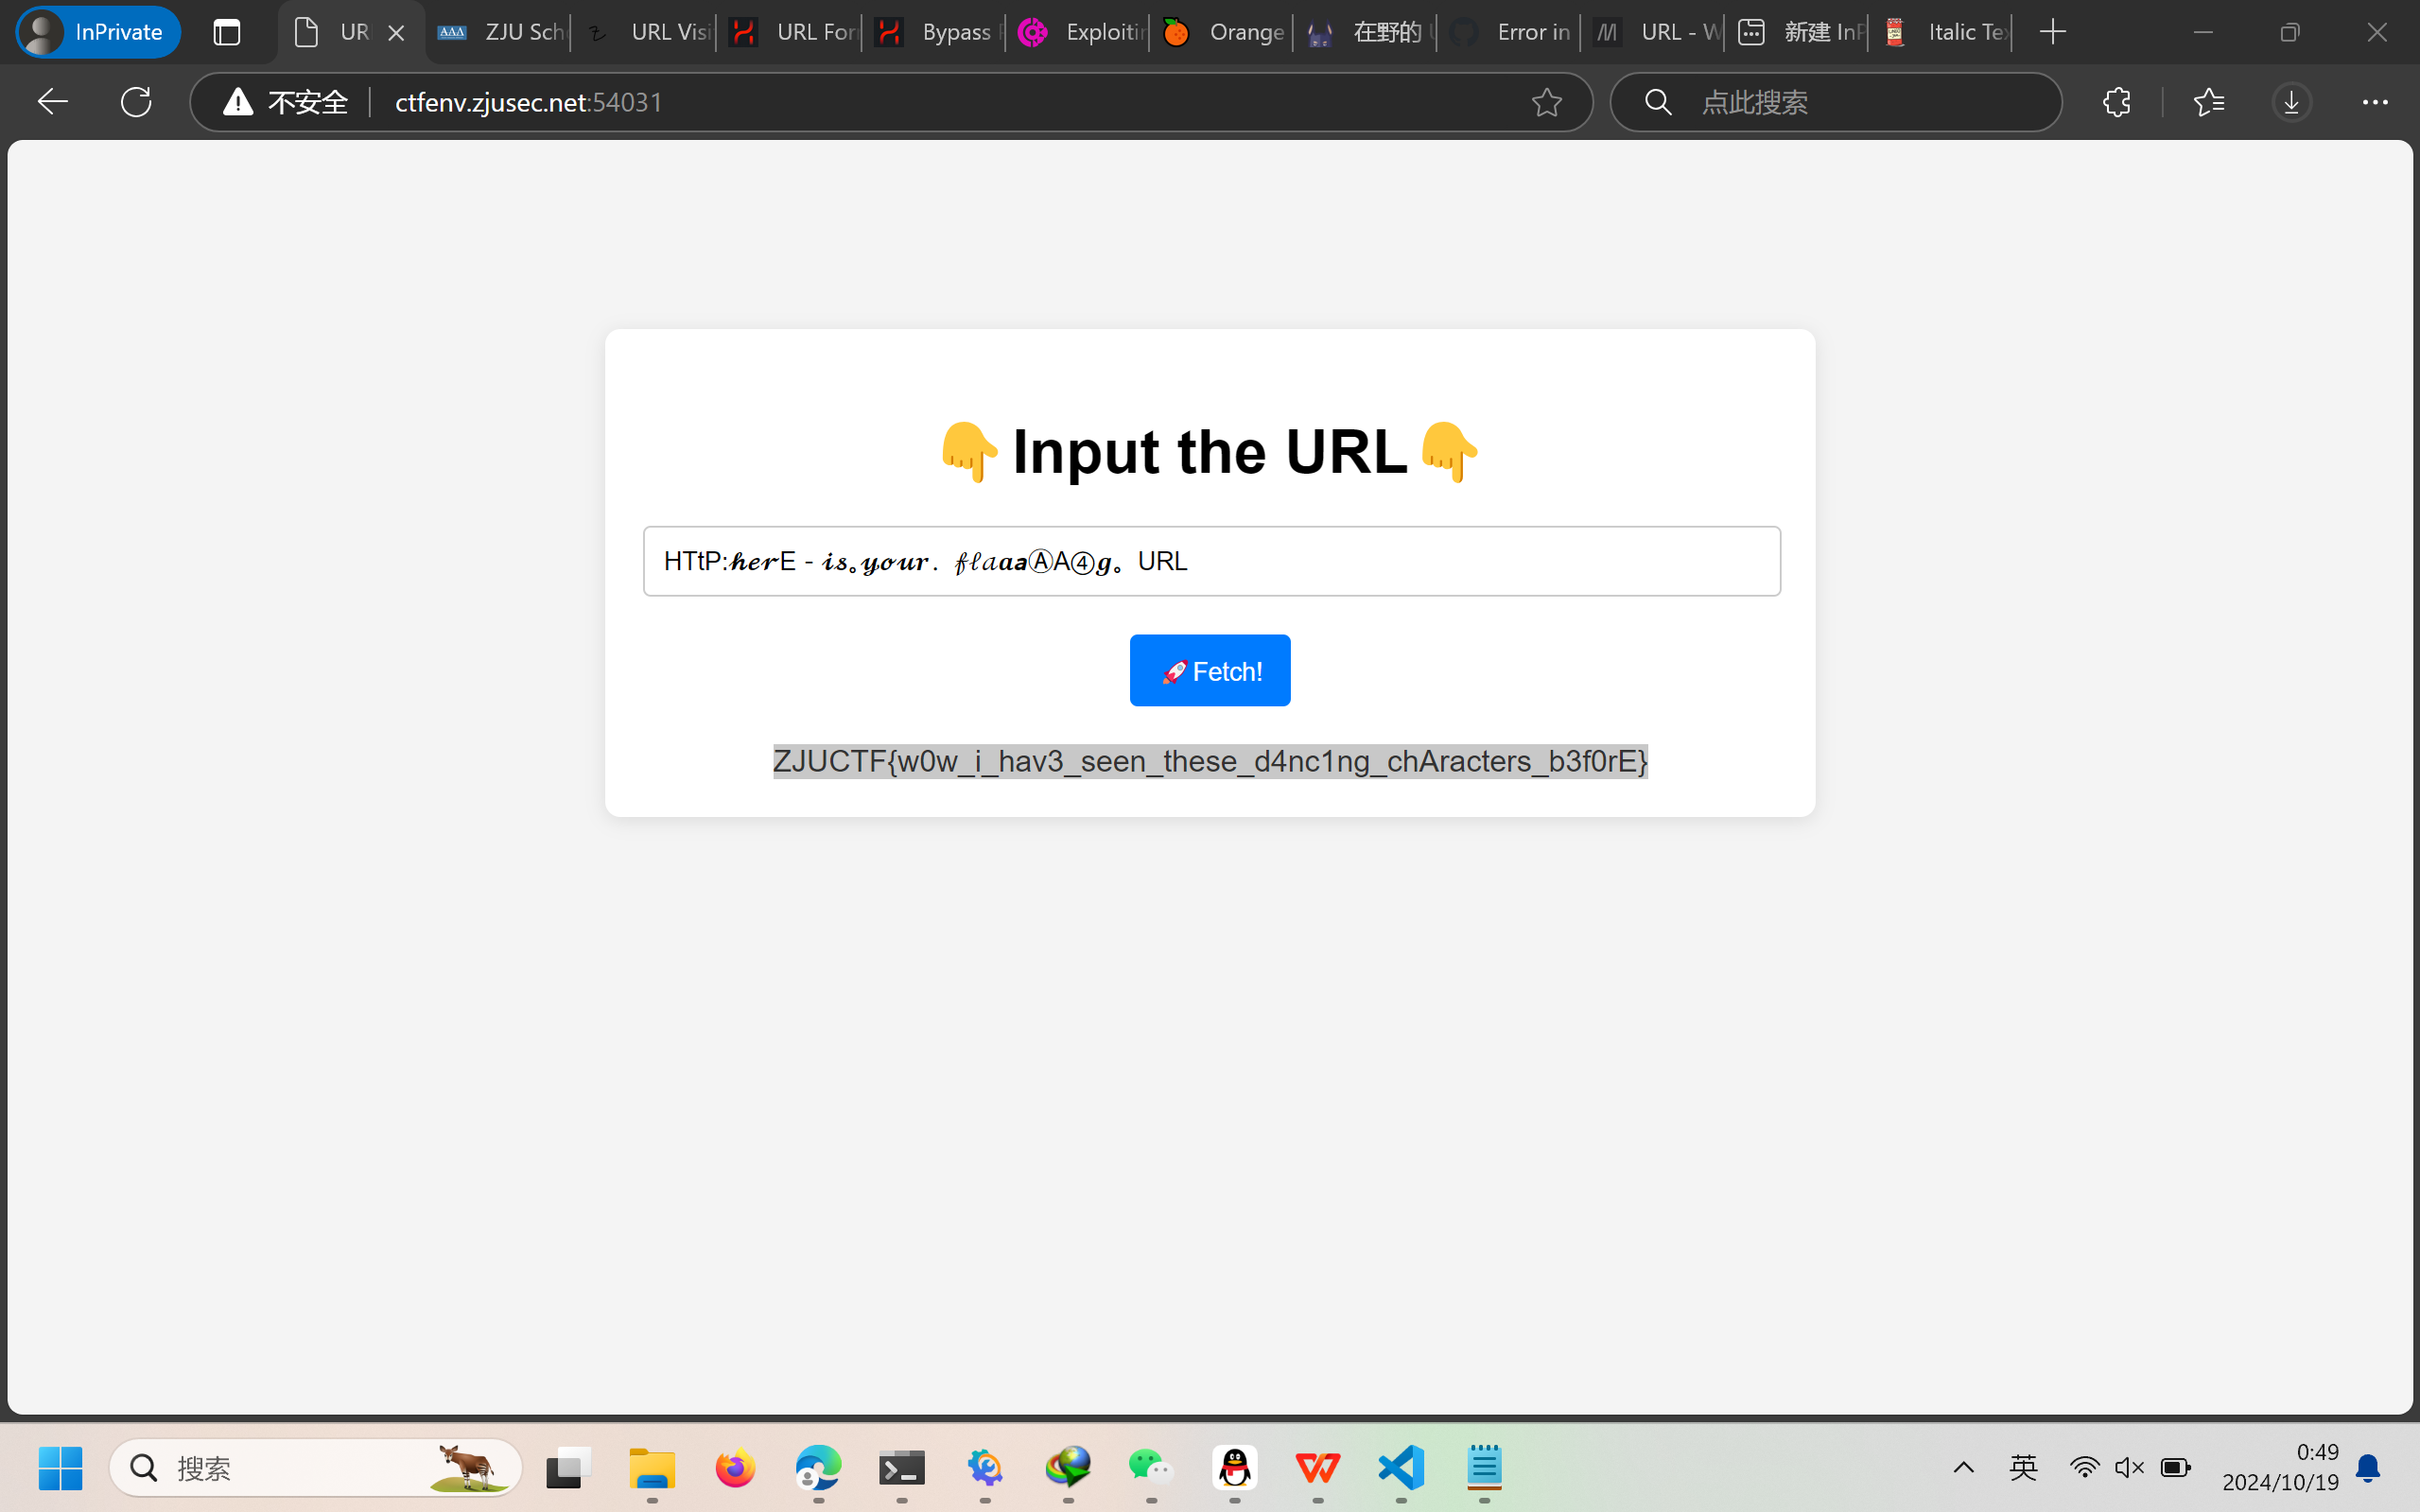 InPrivate UR ZJU Sch URL Visi URL For Bypass Exploitin Orange 在野的 Error in URL - W 新建 InP Italic Tex
不安全 ctfenv.zjusec.net:54031 点此搜索
👇Input the URL👇
HTtP:𝓱𝓮𝓻E - 𝓲𝓼。𝔂𝓸𝓾𝓻．𝒻ℓ𝒶𝒂𝙖ⒶA④𝒈。URL
🚀Fetch!
ZJUCTF{w0w_i_hav3_seen_these_d4nc1ng_chAracters_b3f0rE}
搜索 英 0:49
2024/10/19